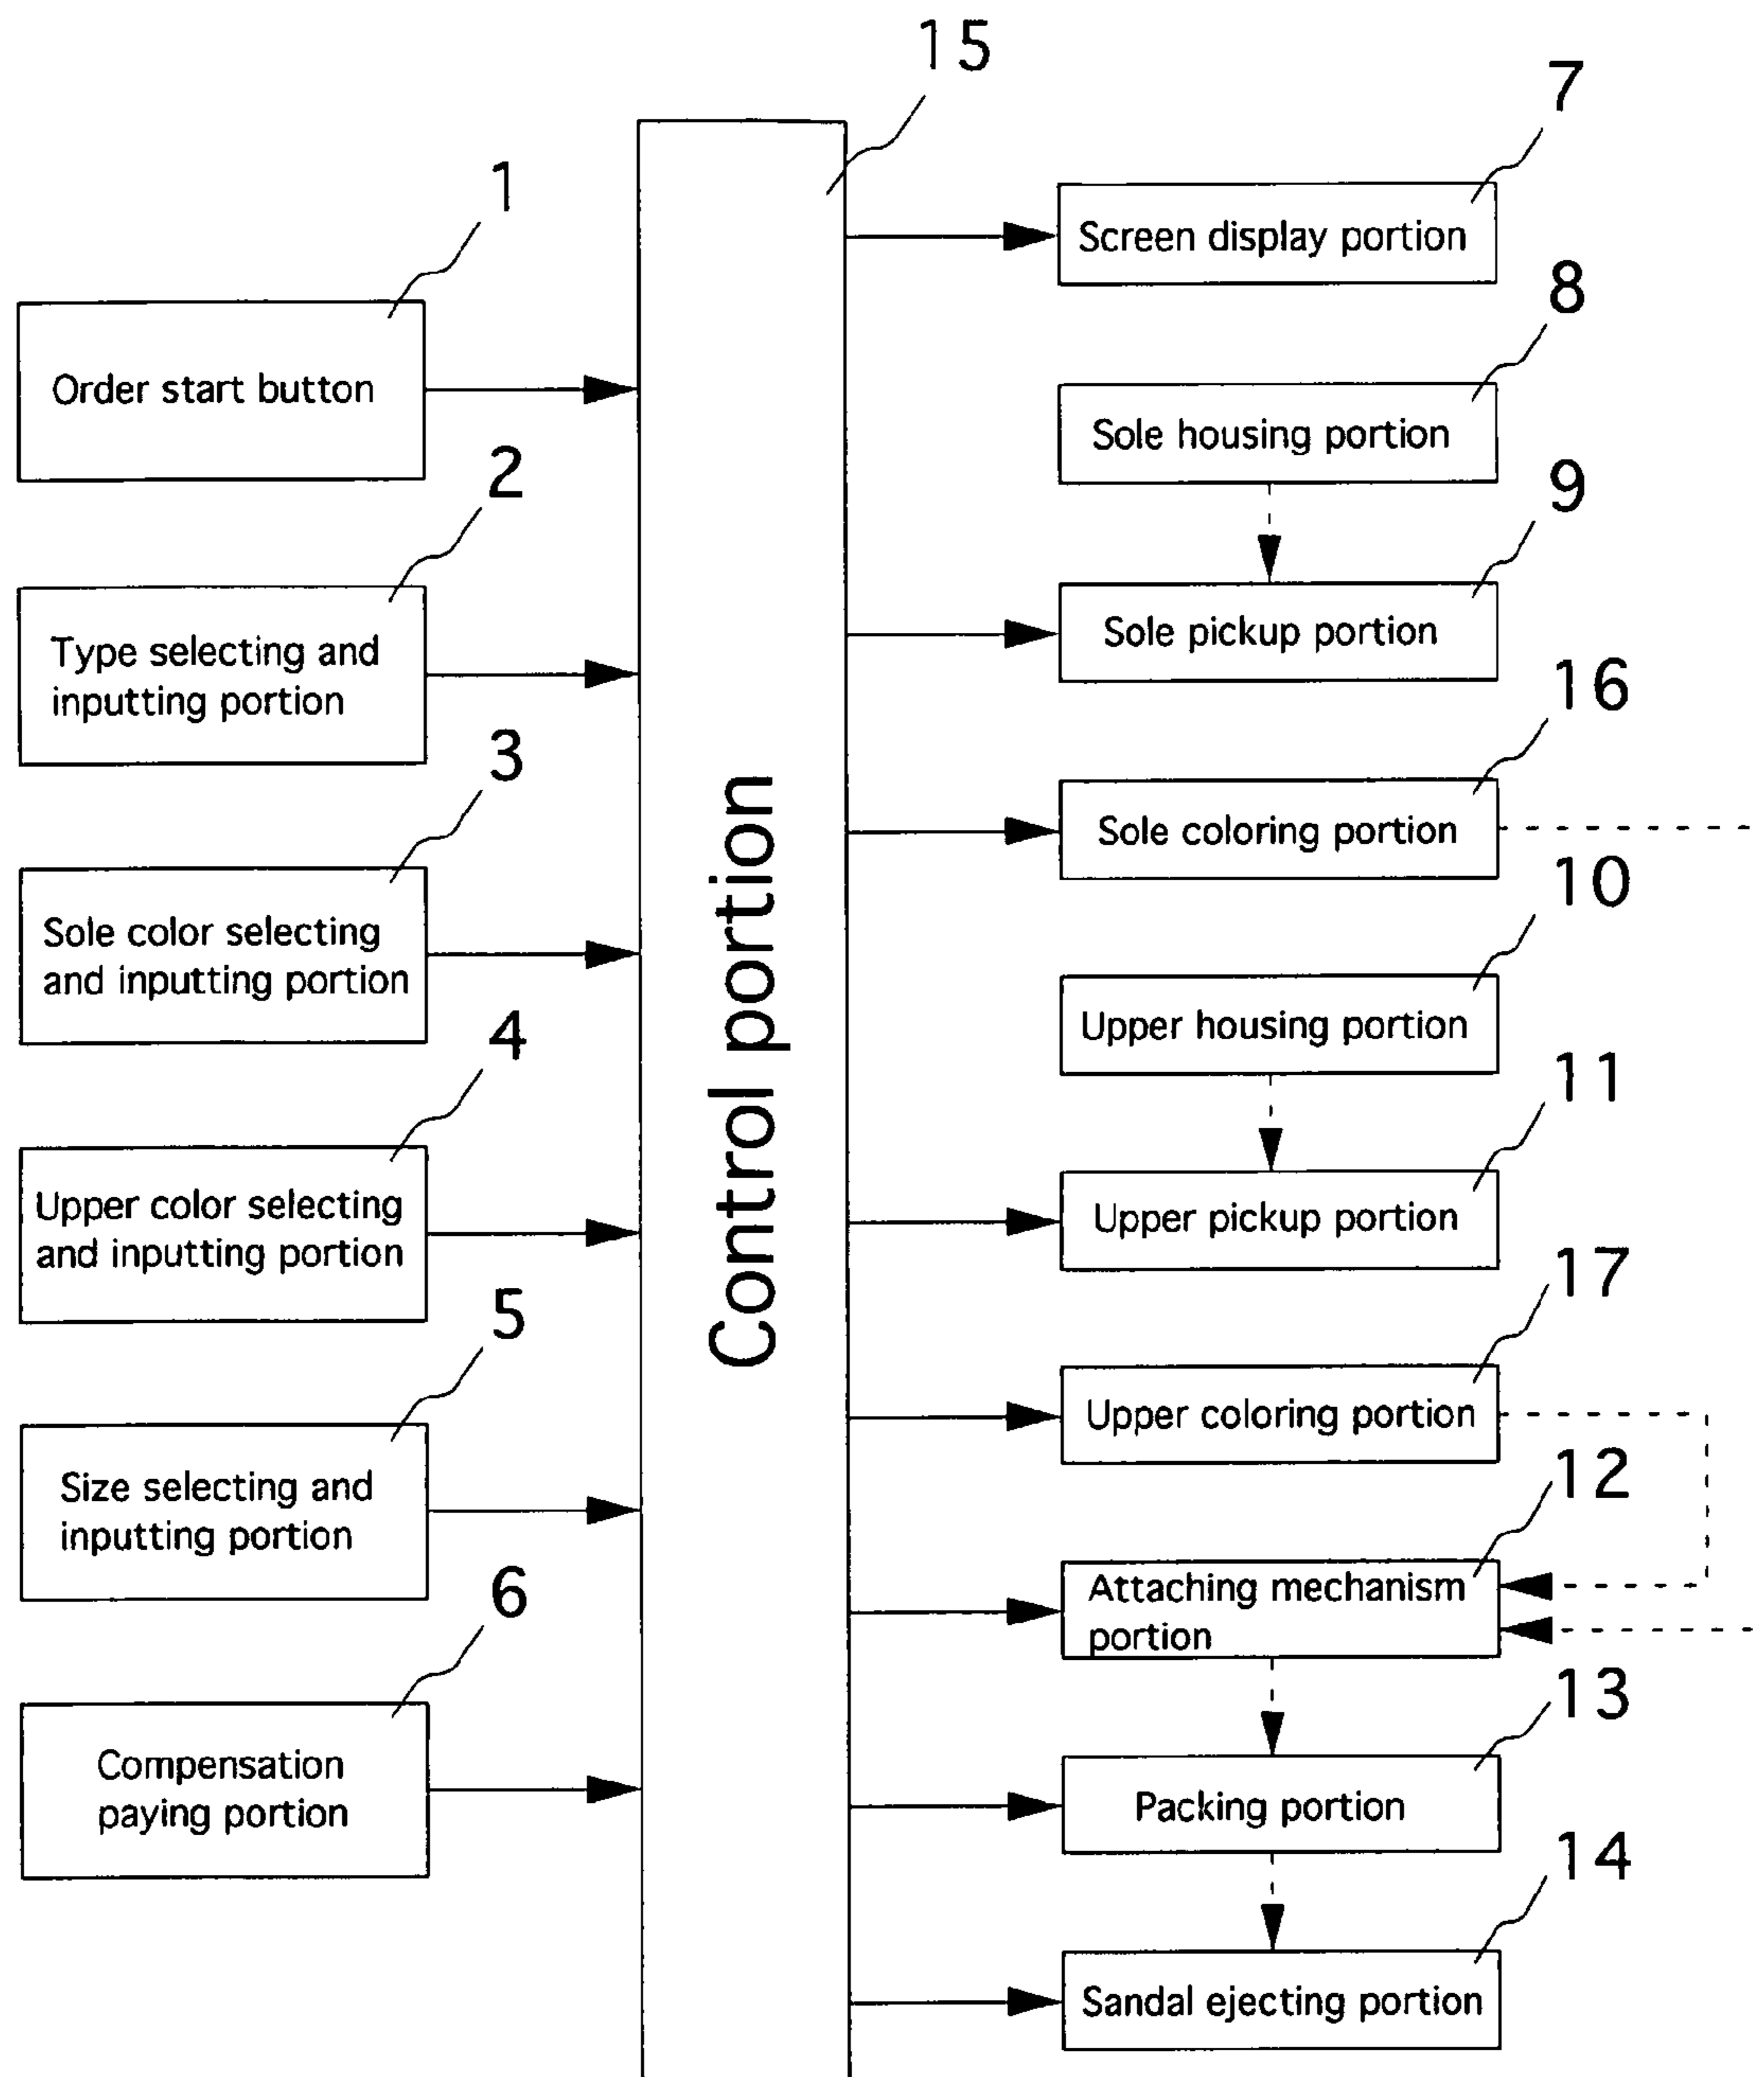 15
1
Order start button
2
Type selecting and
inputting portion
3
Sole color selecting
and inputting portion
4
Upper color selecting
and inputting portion
5
Size selecting and
inputting portion
6
Compensation
paying portion
Control portion
7
Screen display portion
8
Sole housing portion
9
Sole pickup portion
16
Sole coloring portion
10
Upper housing portion
11
Upper pickup portion
17
Upper coloring portion
12
Attaching mechanism
portion
13
Packing portion
14
Sandal ejecting portion